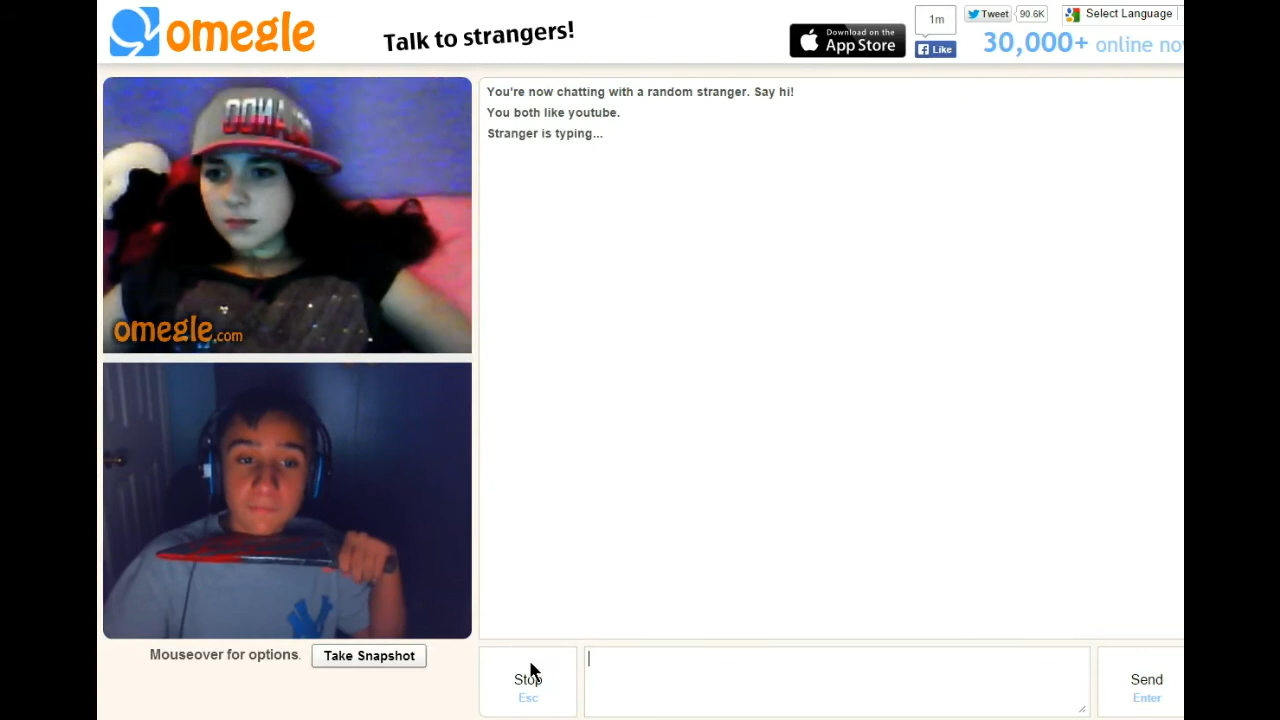 omegle
Talk to strangers!
Download on the
App Store
1m
Like
Tweet
90.6K
Select Language
30,000+ online no
You're now chatting with a random stranger. Say hi!
You both like youtube.
Stranger is typing...
omegle.com
Mouseover for options.
Take Snapshot
Stop
Esc
Send
Enter